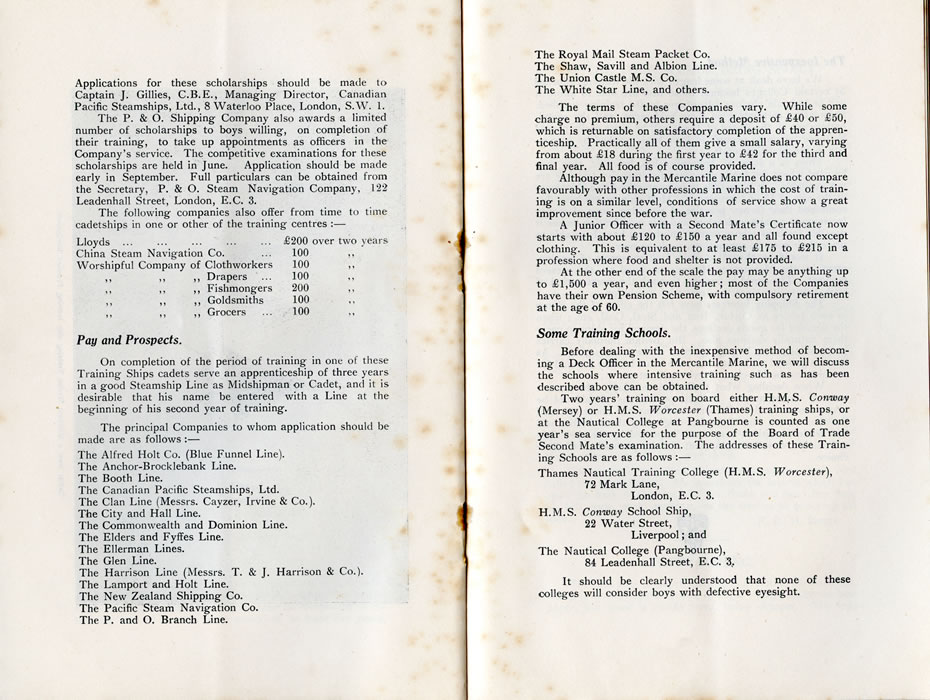 Applications for these scholarships should be made to
Captain J. Gillies, C.B.E., Managing Director, Canadian
Pacific Steamships, Ltd., 8 Waterloo Place, London, S.W. 1.
The P. & O. Shipping Company also awards a limited
number of scholarships to boys willing, on completion of
their training, to take up appointments as officers in the
Company's service. The competitive examinations for these
scholarships are held in June. Application should be made
early in September. Full particulars can be obtained from
the Secretary, P. & O. Steam Navigation Company, 122
Leadenhall Street, London, E.C. 3.
The following companies also offer from time to time
cadetships in one or other of the training centres :—
Lloyds ... ... ... ... ... £200 over two years
China Steam Navigation Co. ... 100 ,,
Worshipful Company of Clothworkers 100 ,,
,, ,, ,, Drapers ... 100 ,,
,, ,, ,, Fishmongers 200 ,,
,, ,, ,, Goldsmiths 100 ,,
,, ,, ,, Grocers ... 100 ,,
Pay and Prospects.
On completion of the period of training in one of these
Training Ships cadets serve an apprenticeship of three years
in a good Steamship Line as Midshipman or Cadet, and it is
desirable that his name be entered with a Line at the
beginning of his second year of training.
The principal Companies to whom application should be
made are as follows :—
The Alfred Holt Co. (Blue Funnel Line).
The Anchor-Brocklebank Line.
The Booth Line.
The Canadian Pacific Steamships, Ltd.
The Clan Line (Messrs. Cayzer, Irvine & Co.).
The City and Hall Line.
The Commonwealth and Dominion Line.
The Elders and Fyffes Line.
The Ellerman Lines.
The Glen Line.
The Harrison Line (Messrs. T. & J. Harrison & Co.).
The Lamport and Holt Line.
The New Zealand Shipping Co.
The Pacific Steam Navigation Co.
The P. and O. Branch Line.
The Royal Mail Steam Packet Co.
The Shaw, Savill and Albion Line.
The Union Castle M.S. Co.
The White Star Line, and others.
The terms of these Companies vary. While some
charge no premium, others require a deposit of £40 or £50,
which is returnable on satisfactory completion of the appren-
ticeship. Practically all of them give a small salary, varying
from about £18 during the first year to £42 for the third and
final year. All food is of course provided.
Although pay in the Mercantile Marine does not compare
favourably with other professions in which the cost of train-
ing is on a similar level, conditions of service show a great
improvement since before the war.
A Junior Officer with a Second Mate's Certificate now
starts with about £120 to £150 a year and all found except
clothing. This is equivalent to at least £175 to £215 in a
profession where food and shelter is not provided.
At the other end of the scale the pay may be anything up
to £1,500 a year, and even higher ; most of the Companies
have their own Pension Scheme, with compulsory retirement
at the age of 60.
Some Training Schools.
Before dealing with the inexpensive method of becom-
ing a Deck Officer in the Mercantile Marine, we will discuss
the schools where intensive training such as has been
described above can be obtained.
Two years' training on board either H.M.S. Conway
(Mersey) or H.M.S. Worcester (Thames) training ships, or
at the Nautical College at Pangbourne is counted as one
year's sea service for the purpose of the Board of Trade
Second Mate's examination. The addresses of these Train-
ing Schools are as follows :—
Thames Nautical Training College (H.M.S. Worcester),
72 Mark Lane,
London, E.C. 3.
H.M.S. Conway School Ship,
22 Water Street,
Liverpool ; and
The Nautical College (Pangbourne),
84 Leadenhall Street, E.C. 3.
It should be clearly understood that none of these
colleges will consider boys with defective eyesight.